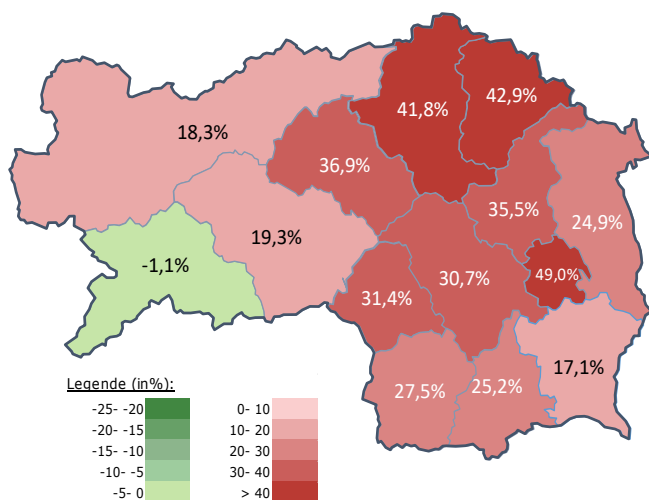 42,9%
41,8%
18,3%
36,9%
35,5%
24,9%
19,3%
-1,1%
49,0%
30,7%
31,4%
17,1%
27,5%
25,2%
Legende (in%):
-25- -20 0- 10
-20- -15 10- 20
-15- -10 20- 30
-10- -5 30- 40
-5- 0 > 40